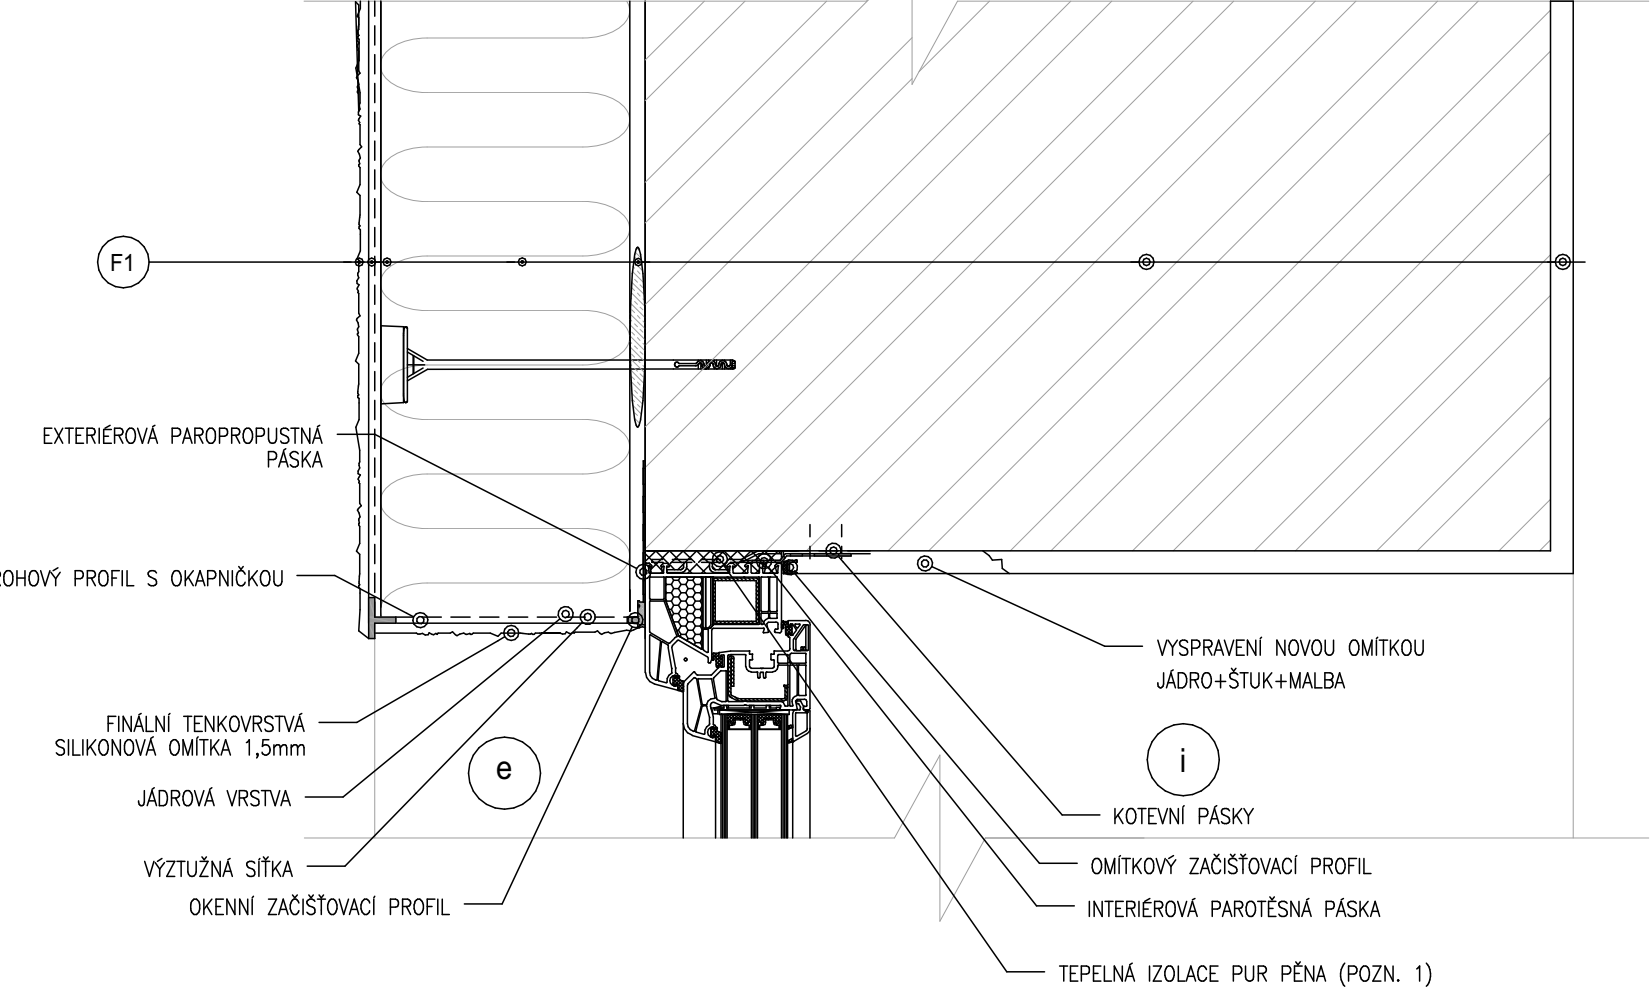 F1
EXTERIÉROVÁ PAROPROPUSTNÁ
PÁSKA
ROHOVÝ PROFIL S OKAPNIČKOU
FINÁLNÍ TENKOVRSTVÁ
SILIKONOVÁ OMÍTKA 1,5mm
JÁDROVÁ VRSTVA
VÝZTUŽNÁ SÍŤKA
OKENNÍ ZAČIŠŤOVACÍ PROFIL
e
i
VYSPRAVENÍ NOVOU OMÍTKOU
JÁDRO+ŠTUK+MALBA
KOTEVNÍ PÁSKY
OMÍTKOVÝ ZAČIŠŤOVACÍ PROFIL
INTERIÉROVÁ PAROTĚSNÁ PÁSKA
TEPELNÁ IZOLACE PUR PĚNA (POZN. 1)